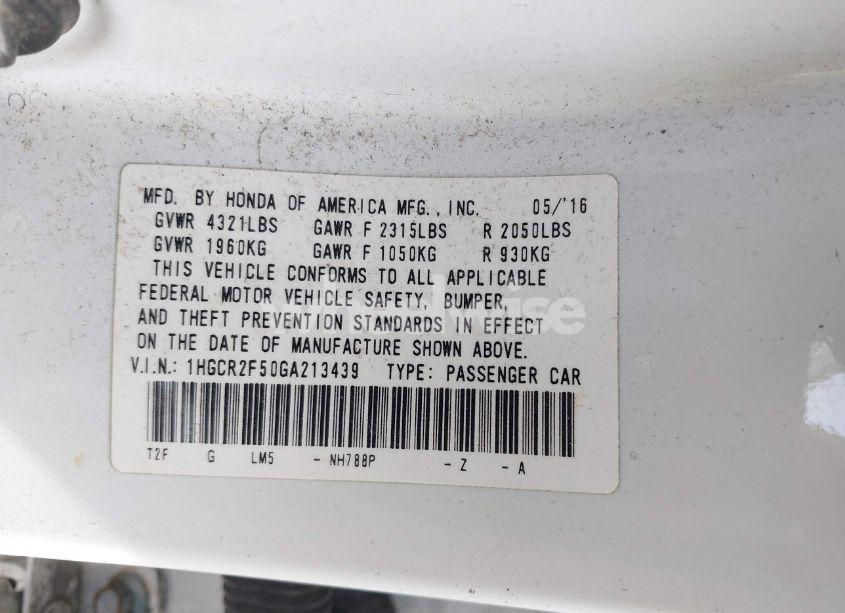 MFD. BY HONDA OF AMERICA MFG., INC. 05/'16
GVWR 4321LBS GAWR F 2315LBS R 2050LBS
GVWR 1960KG GAWR F 1050KG R 930KG
THIS VEHICLE CONFORMS TO ALL APPLICABLE
FEDERAL MOTOR VEHICLE SAFETY, BUMPER,
AND THEFT PREVENTION STANDARDS IN EFFECT
ON THE DATE OF MANUFACTURE SHOWN ABOVE.
V.I.N.: 1HGCR2F50GA213439 TYPE: PASSENGER CAR
T2F G LM5 - NH788P - Z - A